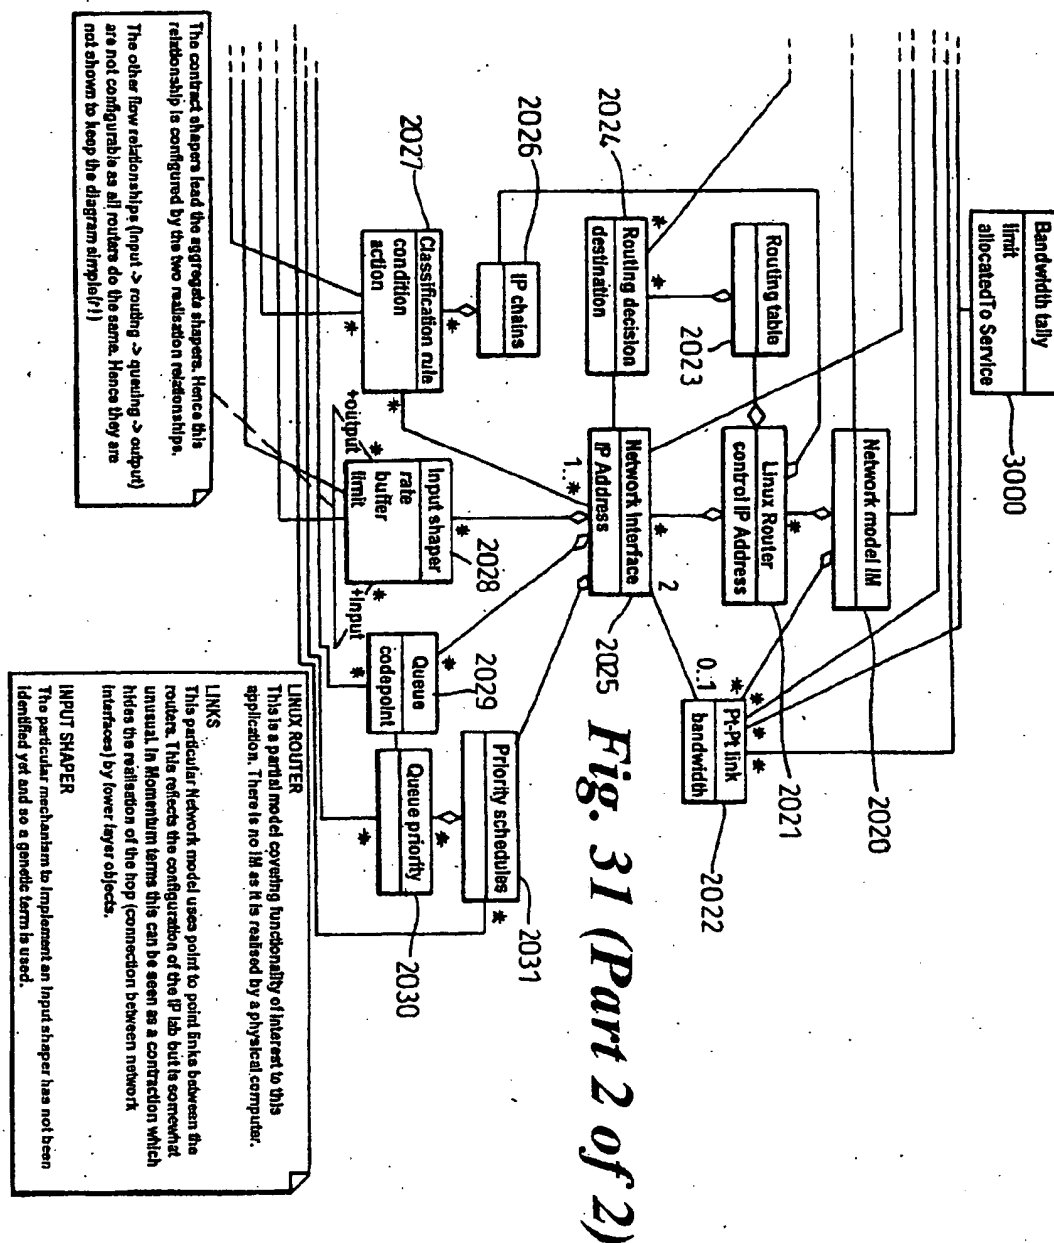 Bandwidth tally
limit
allocatedTo Service
3000
Network model IM
2020
Linux Router
control IP Address
*
2021
Pt-Pt link
bandwidth
*
*
*
0..1
2022
Routing table
2023
Routing decision
destination
*
*
2024
Network Interface
IP Address
*
1..*
2
2025
IP chains
2026
Classification rule
condition
action
*
*
*
2027
Input shaper
rate
buffer
limit
*
*
*
+output
+Input
2028
Queue
codepoint
*
*
2029
Priority schedules
*
2031
Queue priority
*
*
2030
The contract shapers lead the aggregate shapers. Hence this
relationship is configured by the two realisation relationships.
The other flow relationships (Input -> routing -> queuing -> output)
are not configurable as all routers do the same. Hence they are
not shown to keep the diagram simple(r!)
LINUX ROUTER
This is a partial model covering functionality of interest to this
application. There is no IM as it is realised by a physical computer.
LINKS
This particular Network model uses point to point links between the
routers. This reflects the configuration of the IP lab but is somewhat
unusual. In Momentum terms this can be seen as a contraction which
hides the realisation of the hop (connection between network
interfaces) by lower layer objects.
INPUT SHAPER
The particular mechanism to implement an Input shaper has not been
identified yet and so a genetic term is used.
Fig. 31 (Part 2 of 2)